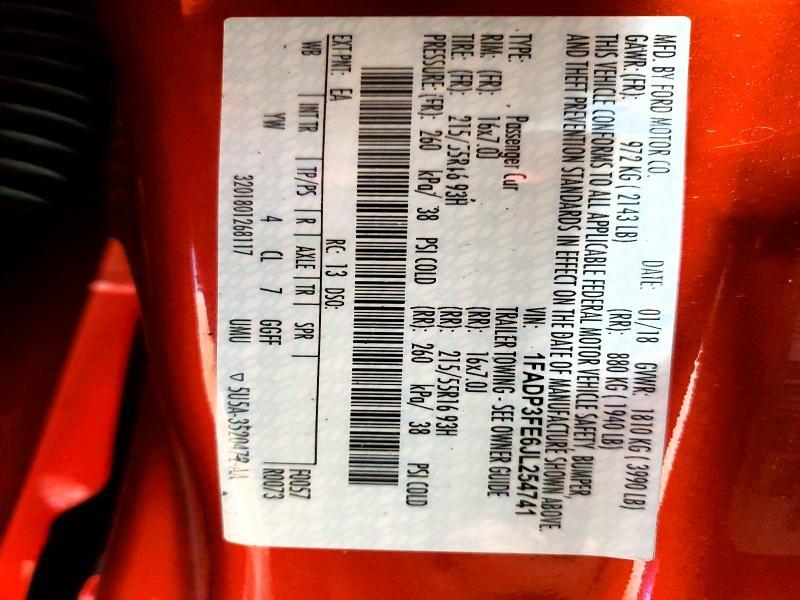 MFD. BY FORD MOTOR CO.
DATE: 01/18 GVWR: 1810 KG ( 3990 LB)
GAWR: (FR): 972 KG ( 2143 LB) (RR): 880 KG ( 1940 LB)
THIS VEHICLE CONFORMS TO ALL APPLICABLE FEDERAL MOTOR VEHICLE SAFETY, BUMPER,
AND THEFT PREVENTION STANDARDS IN EFFECT ON THE DATE OF MANUFACTURE SHOWN ABOVE.
VIN: 1FADP3FE6JL254741
TYPE: Passenger Car TRAILER TOWING - SEE OWNER GUIDE
RIM: (FR): 16x7.0J (RR): 16x7.0J
TIRE: (FR): 215/55R16 93H (RR): 215/55R16 93H
PRESSURE (FR): 260 kPa/ 38 PSI COLD (RR): 260 kPa/ 38 PSI COLD
EXT PNT: EA RC: 13 DSO:
WB INT TR TP/PS R AXLE TR SPR F0057
YW 4 CL 7 GGFF R0073
3201801268117 UMU ▽ 5U5A-3520472-AA